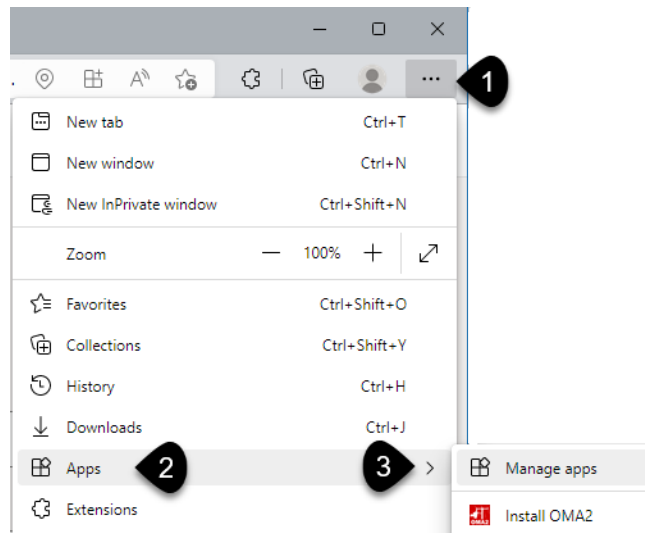 1
New tab Ctrl+T
New window Ctrl+N
New InPrivate window Ctrl+Shift+N
Zoom 100%
Favorites Ctrl+Shift+O
Collections Ctrl+Shift+Y
History Ctrl+H
Downloads Ctrl+J
Apps 2 3 Manage apps
Extensions OMA2 Install OMA2